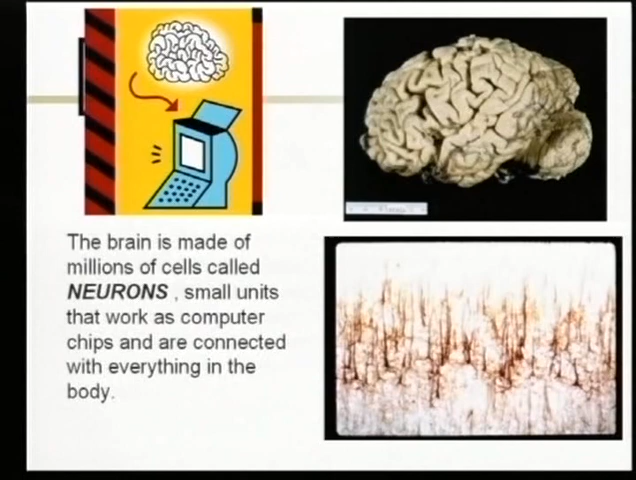 The brain is made of
millions of cells called
NEURONS , small units
that work as computer
chips and are connected
with everything in the
body.